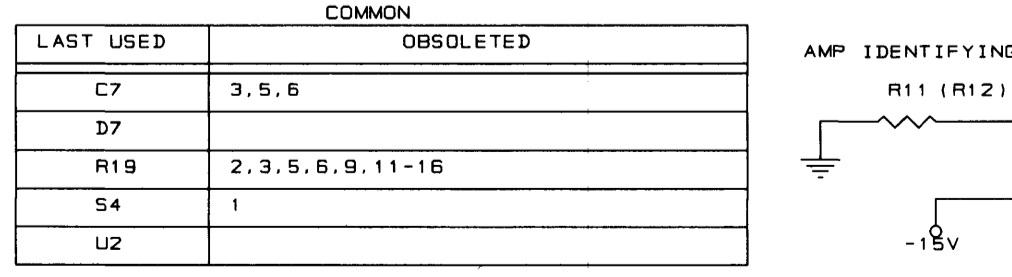 COMMON
LAST USED OBSOLETED
C7 3,5,6
D7
R19 2,3,5,6,9,11-16
S4 1
U2
AMP IDENTIFYING
R11 (R12)
-15V